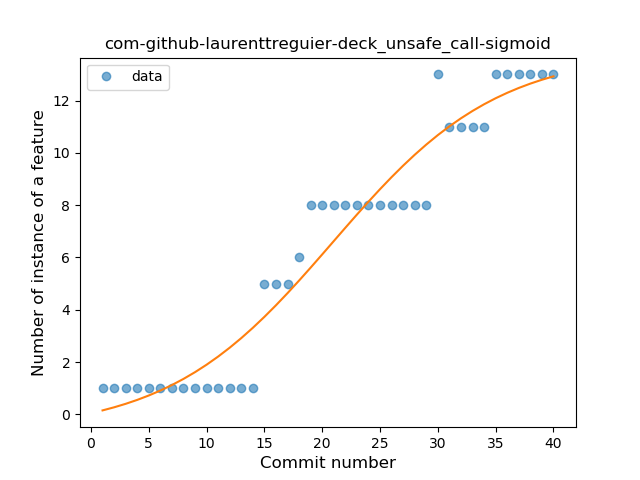 com-github-laurenttreguier-deck_unsafe_call-sigmoid
data
Number of instance of a feature
12
10
8
6
4
2
0
0 5 10 15 20 25 30 35 40
Commit number